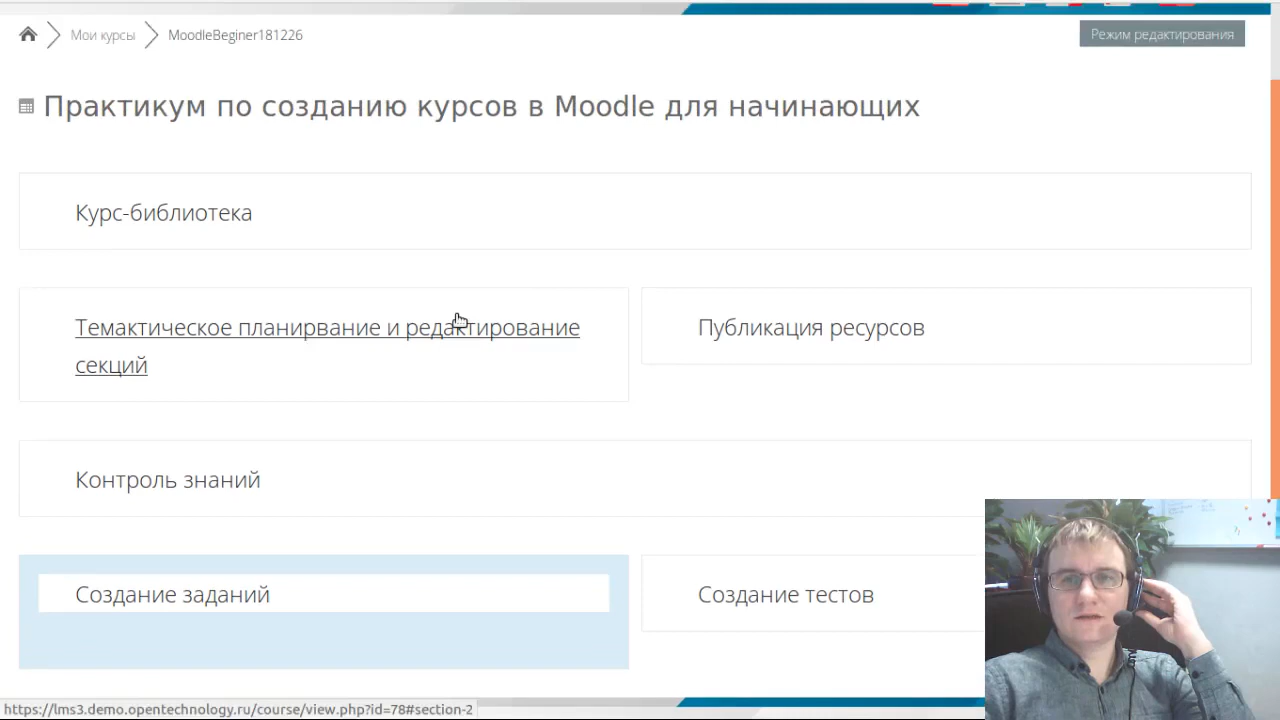 Мои курсы MoodleBeginer181226 Режим редактирования
Практикум по созданию курсов в Moodle для начинающих
Курс-библиотека
Темактическое планирвание и редактирование
секций
Публикация ресурсов
Контроль знаний
Создание заданий
Создание тестов
https://lms3.demo.opentechnology.ru/course/view.php?id=78#section-2